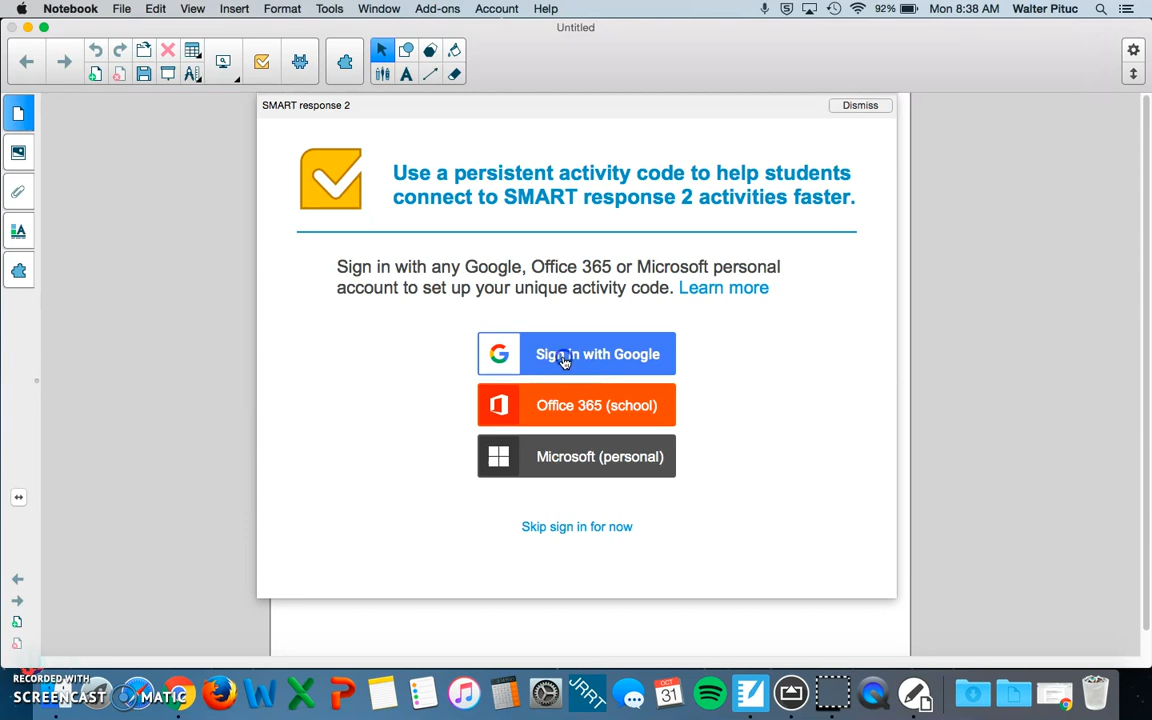 Notebook File Edit View Insert Format Tools Window Add-ons Account Help 92% Mon 8:38 AM Walter Pituc
Untitled
SMART response 2 Dismiss
Use a persistent activity code to help students
connect to SMART response 2 activities faster.
Sign in with any Google, Office 365 or Microsoft personal
account to set up your unique activity code. Learn more
Sign in with Google
Office 365 (school)
Microsoft (personal)
Skip sign in for now
RECORDED WITH
SCREENCAST MATIC
JRRT
OCT
31